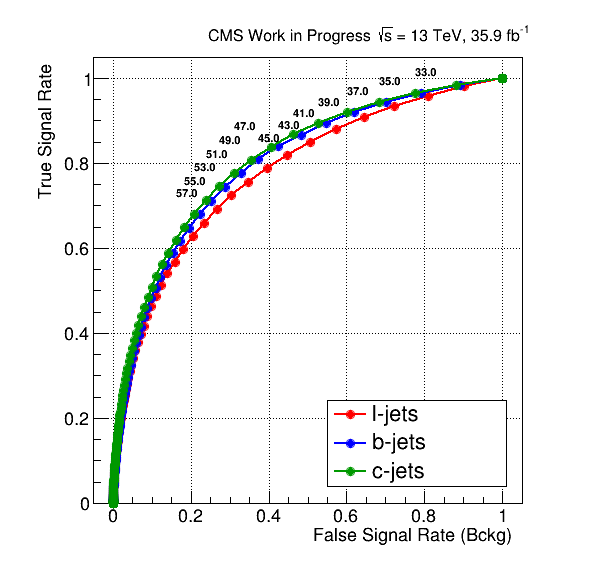 CMS Work in Progress √s = 13 TeV, 35.9 fb⁻¹
True Signal Rate
1
0.8
0.6
0.4
0.2
0
33.0
35.0
37.0
39.0
41.0
43.0
45.0
47.0
49.0
51.0
53.0
55.0
57.0
l-jets
b-jets
c-jets
0 0.2 0.4 0.6 0.8 1
False Signal Rate (Bckg)